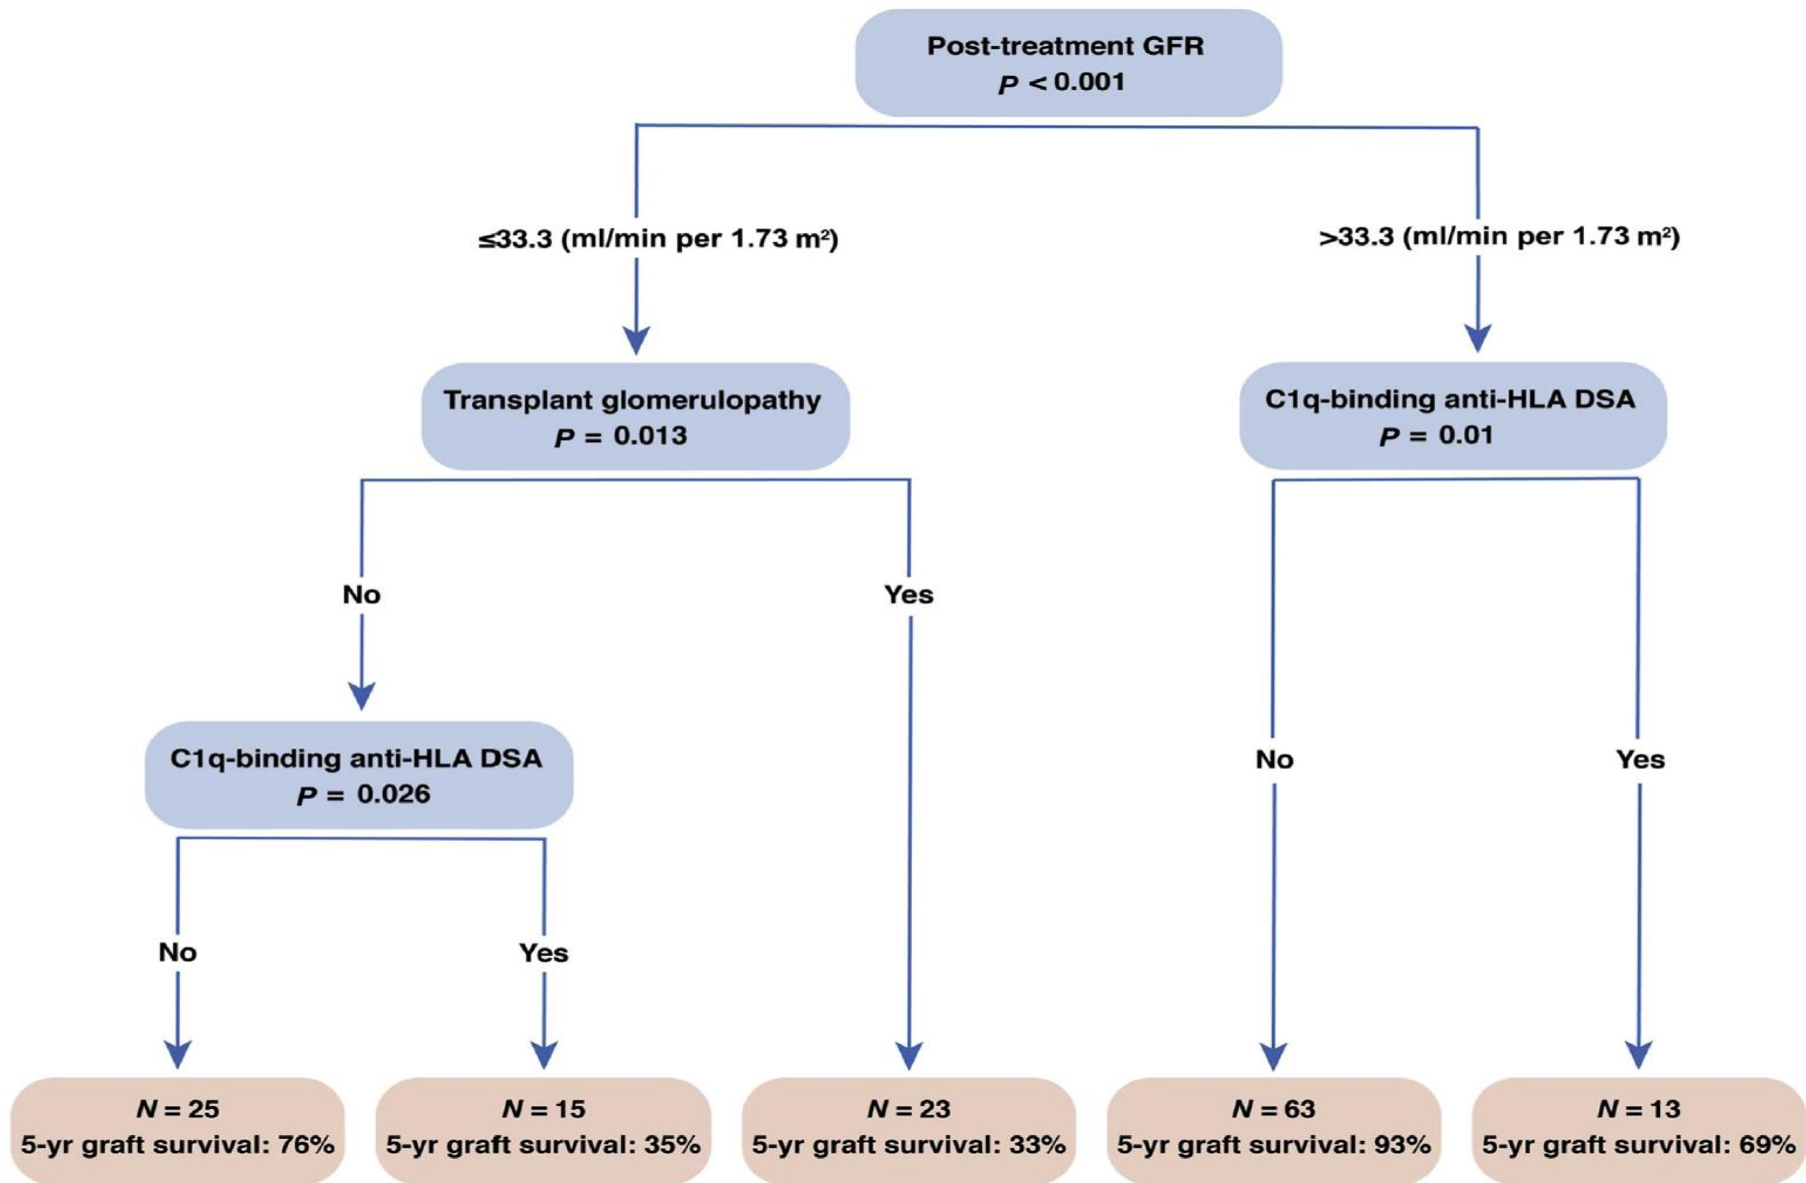 Post-treatment GFR
P < 0.001
≤33.3 (ml/min per 1.73 m²)
>33.3 (ml/min per 1.73 m²)
Transplant glomerulopathy
P = 0.013
C1q-binding anti-HLA DSA
P = 0.01
No
Yes
C1q-binding anti-HLA DSA
P = 0.026
No
Yes
No
Yes
N = 25
5-yr graft survival: 76%
N = 15
5-yr graft survival: 35%
N = 23
5-yr graft survival: 33%
N = 63
5-yr graft survival: 93%
N = 13
5-yr graft survival: 69%